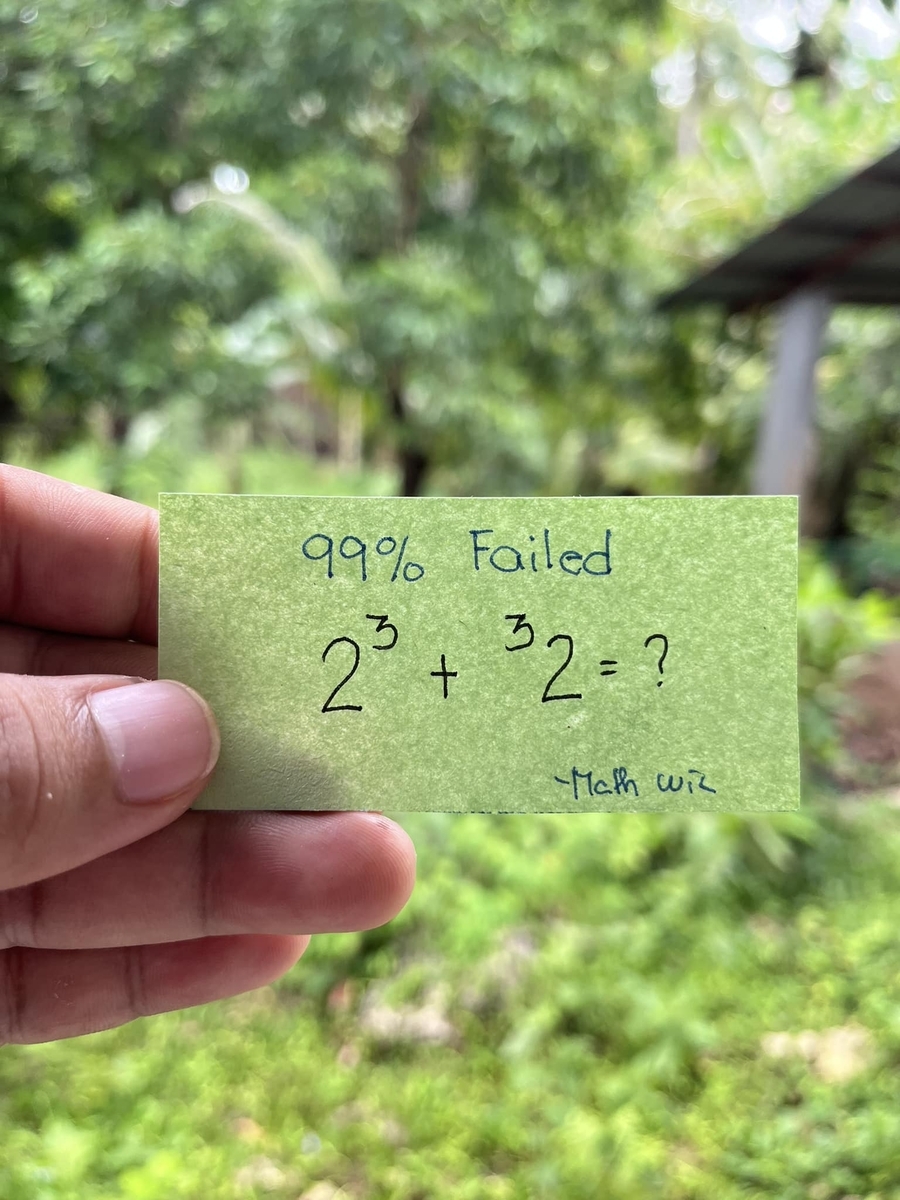 99% Failed
2³ + ³2 = ?
-Math wiz